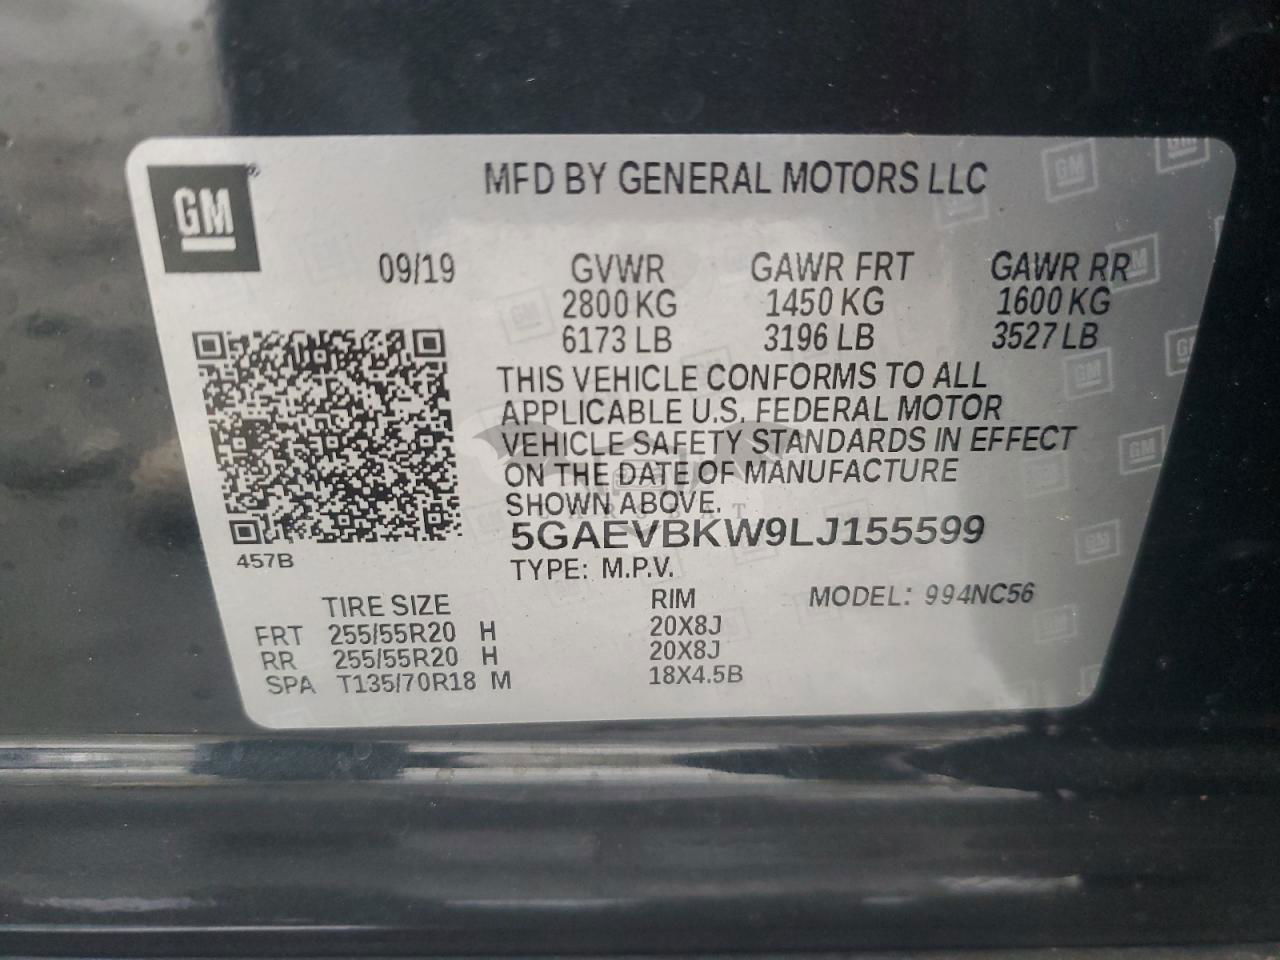 GM
MFD BY GENERAL MOTORS LLC
09/19
GVWR GAWR FRT GAWR RR
2800 KG 1450 KG 1600 KG
6173 LB 3196 LB 3527 LB
THIS VEHICLE CONFORMS TO ALL
APPLICABLE U.S. FEDERAL MOTOR
VEHICLE SAFETY STANDARDS IN EFFECT
ON THE DATE OF MANUFACTURE
SHOWN ABOVE.
5GAEVBKW9LJ155599
457B
TYPE: M.P.V.
TIRE SIZE RIM MODEL: 994NC56
FRT 255/55R20 H 20X8J
RR 255/55R20 H 20X8J
SPA T135/70R18 M 18X4.5B